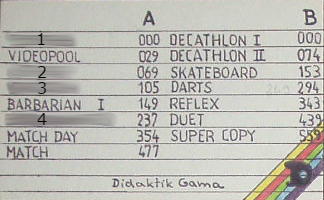 A B
1 000 DECATHLON I 000
VIDEOPOOL 029 DECATHLON II 074
2 069 SKATEBOARD 153
3 105 DARTS 294
BARBARIAN I 149 REFLEX 343
4 237 DUET 439
MATCH DAY 354 SUPER COPY 559
MATCH 477
Didaktik Gama